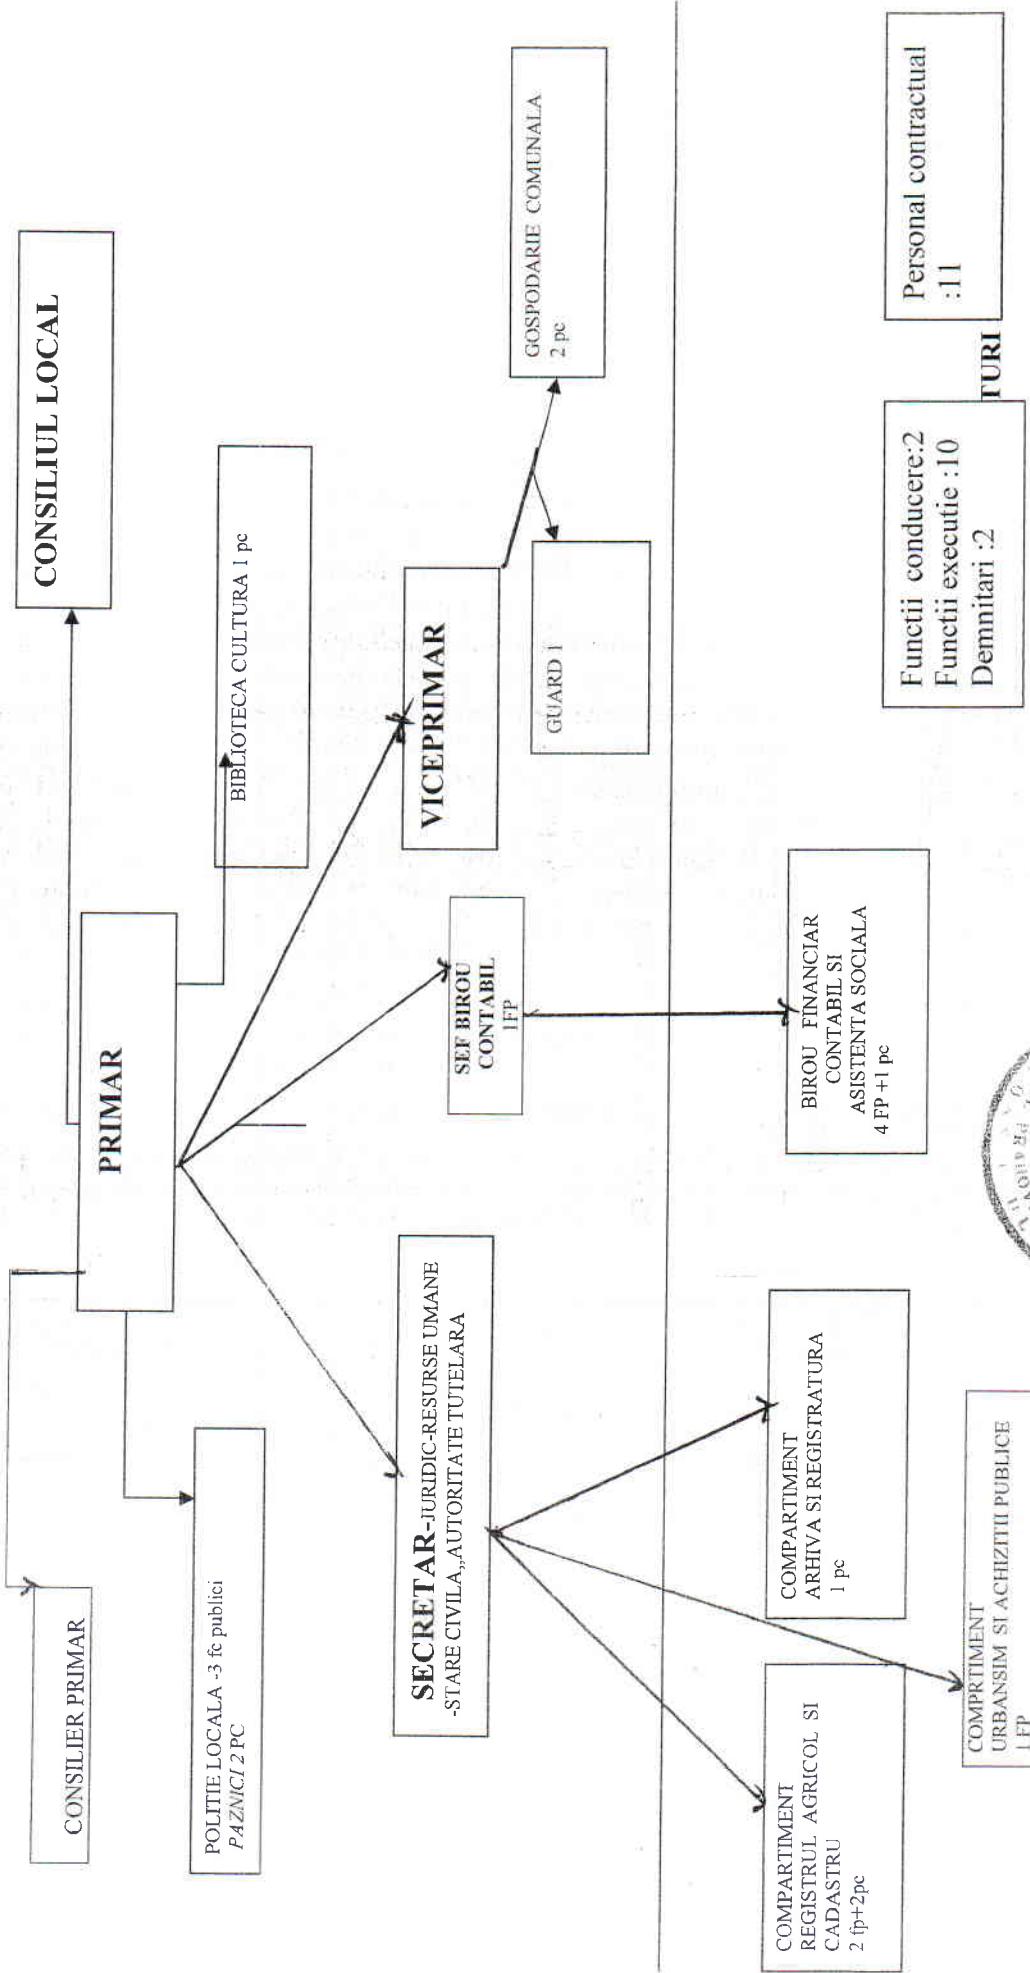 CONSILIUL LOCAL
CONSILIER PRIMAR
PRIMAR
POLITIE LOCALA -3 fc publici
PAZNICI 2 PC
BIBLIOTECA CULTURA 1 pc
SECRETAR-JURIDIC-RESURSE UMANE
-STARE CIVILA,,AUTORITATE TUTELARA
SEF BIROU
CONTABIL
1FP
VICEPRIMAR
GUARD 1
GOSPODARIE COMUNALA
2 pc
COMPARTIMENT
REGISTRUL AGRICOL SI
CADASTRU
2 fp+2pc
COMPARTIMENT
ARHIVA SI REGISTRATURA
1 pc
BIROU FINANCIAR
CONTABIL SI
ASISTENTA SOCIALA
4 FP +1 pc
COMPRTIMENT
URBANSIM SI ACHIZITII PUBLICE
1 FP
Functii conducere:2
Functii executie :10
Demnitari :2
TURI
Personal contractual
:11